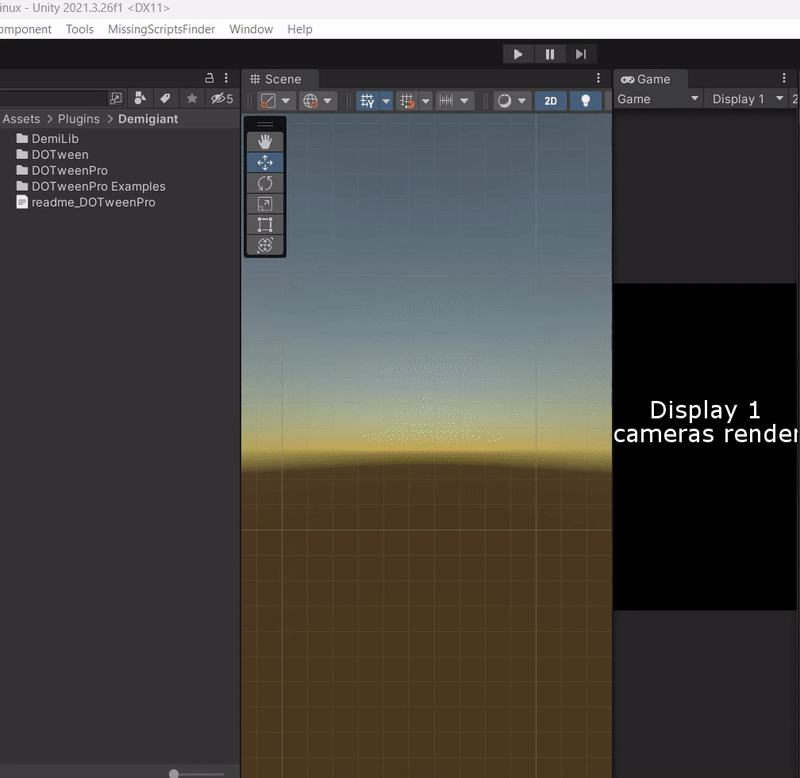 inux - Unity 2021.3.26f1 <DX11>
omponent Tools MissingScriptsFinder Window Help
Scene
Game
5
2D
Game Display 1 2
Assets > Plugins > Demigiant
DemiLib
DOTween
DOTweenPro
DOTweenPro Examples
readme_DOTweenPro
Display 1
cameras render